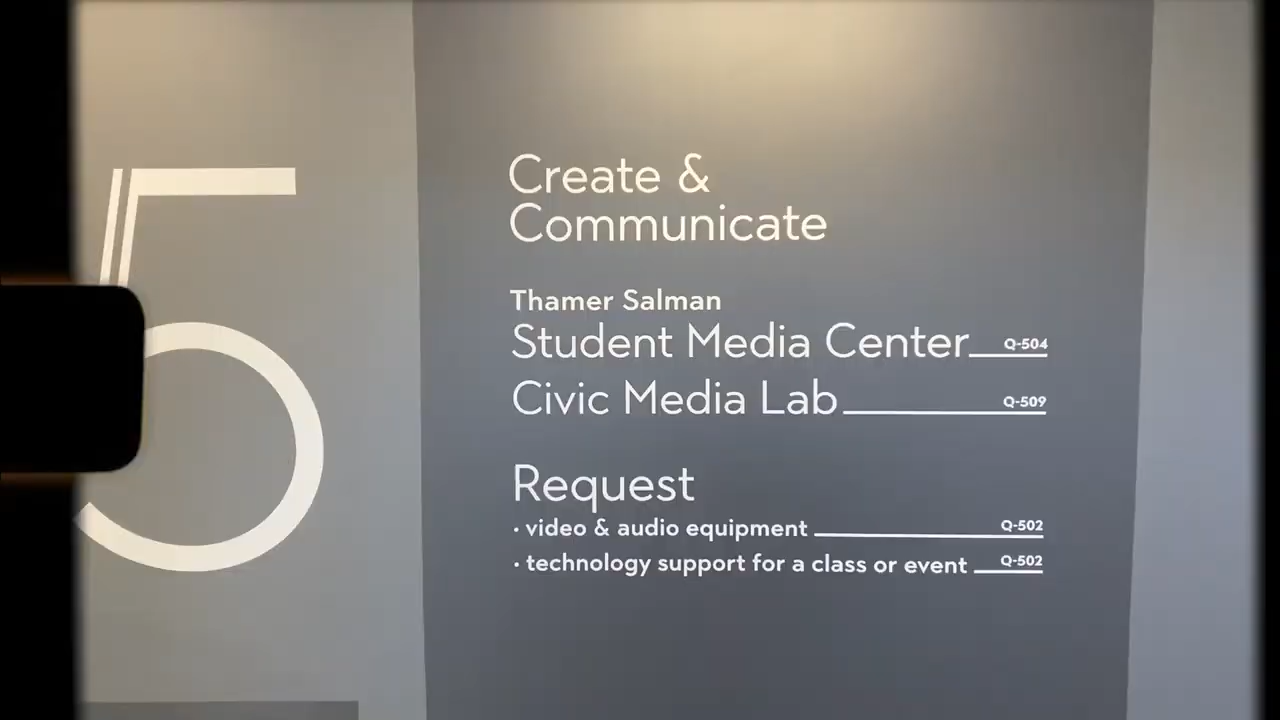 5
Create &
Communicate
Thamer Salman
Student Media Center Q-504
Civic Media Lab Q-509
Request
· video & audio equipment Q-502
· technology support for a class or event Q-502